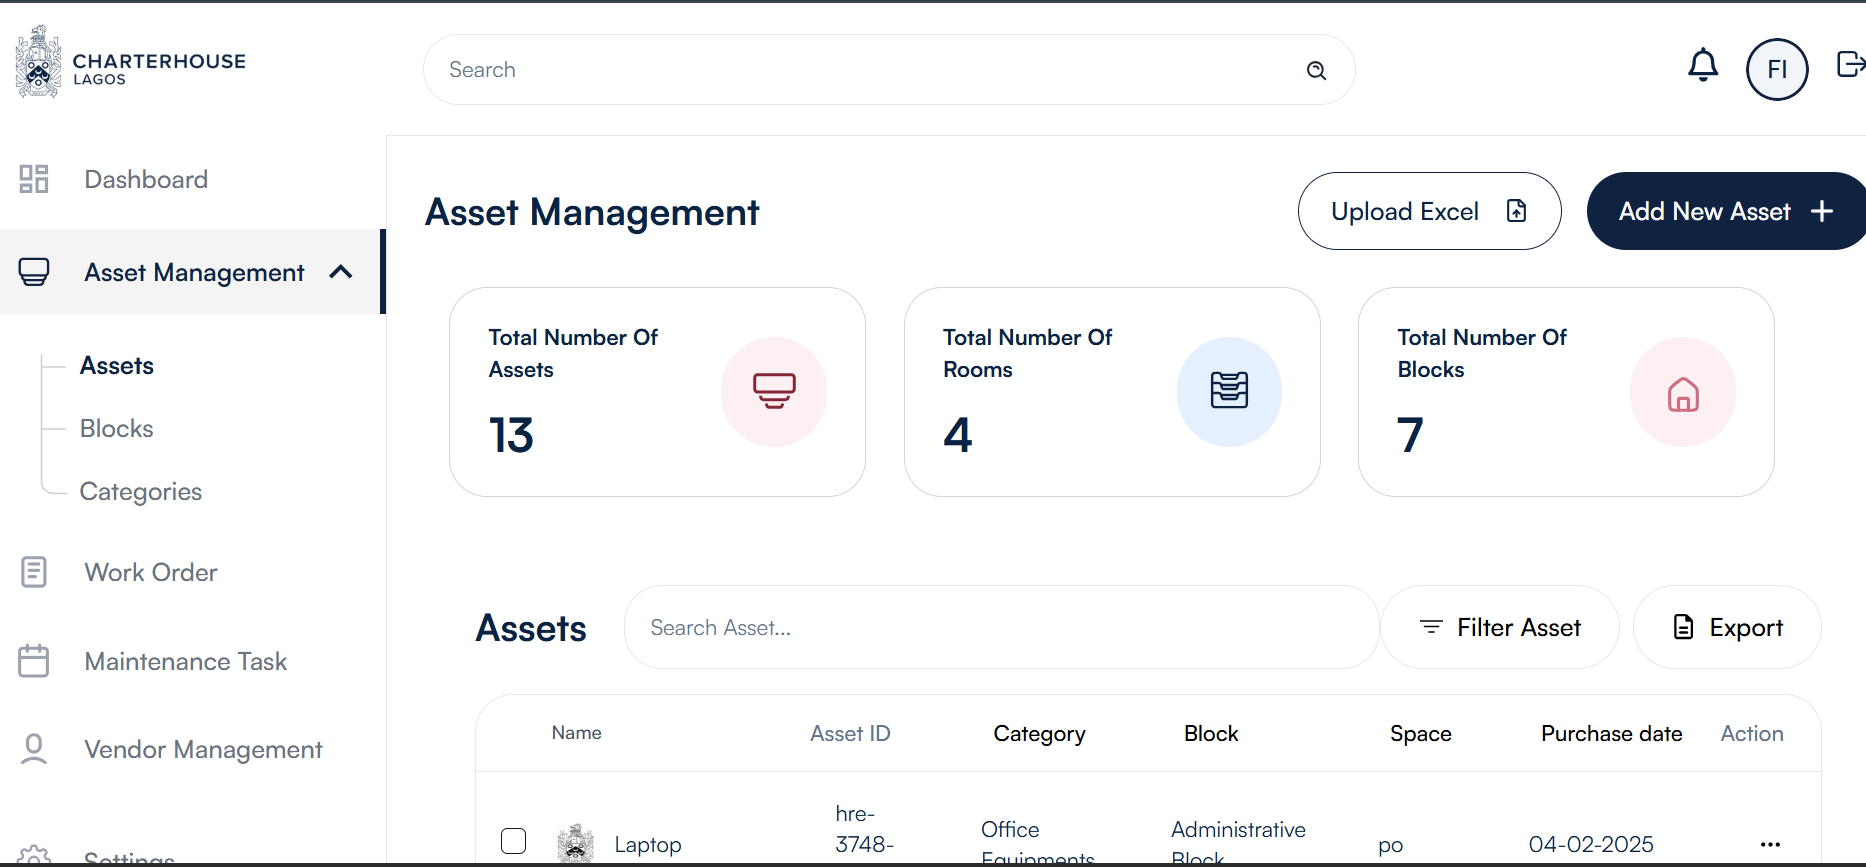 CHARTERHOUSE
LAGOS
Search
FI
Dashboard
Asset Management
Assets
Blocks
Categories
Work Order
Maintenance Task
Vendor Management
Settings
Asset Management
Upload Excel
Add New Asset
Total Number Of
Assets
13
Total Number Of
Rooms
4
Total Number Of
Blocks
7
Assets
Search Asset...
Filter Asset
Export
Name Asset ID Category Block Space Purchase date Action
Laptop
hre-
3748-
Office
Equipments
Administrative
Block
po
04-02-2025